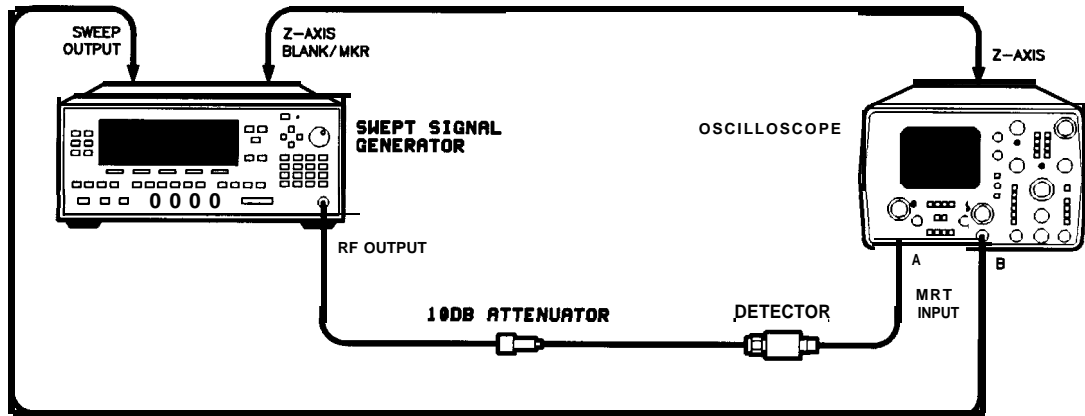 SWEEP
OUTPUT
Z-AXIS
BLANK/MKR
Z-AXIS
SWEPT SIGNAL
GENERATOR
OSCILLOSCOPE
0000
RF OUTPUT
A
B
MRT
INPUT
10DB ATTENUATOR
DETECTOR